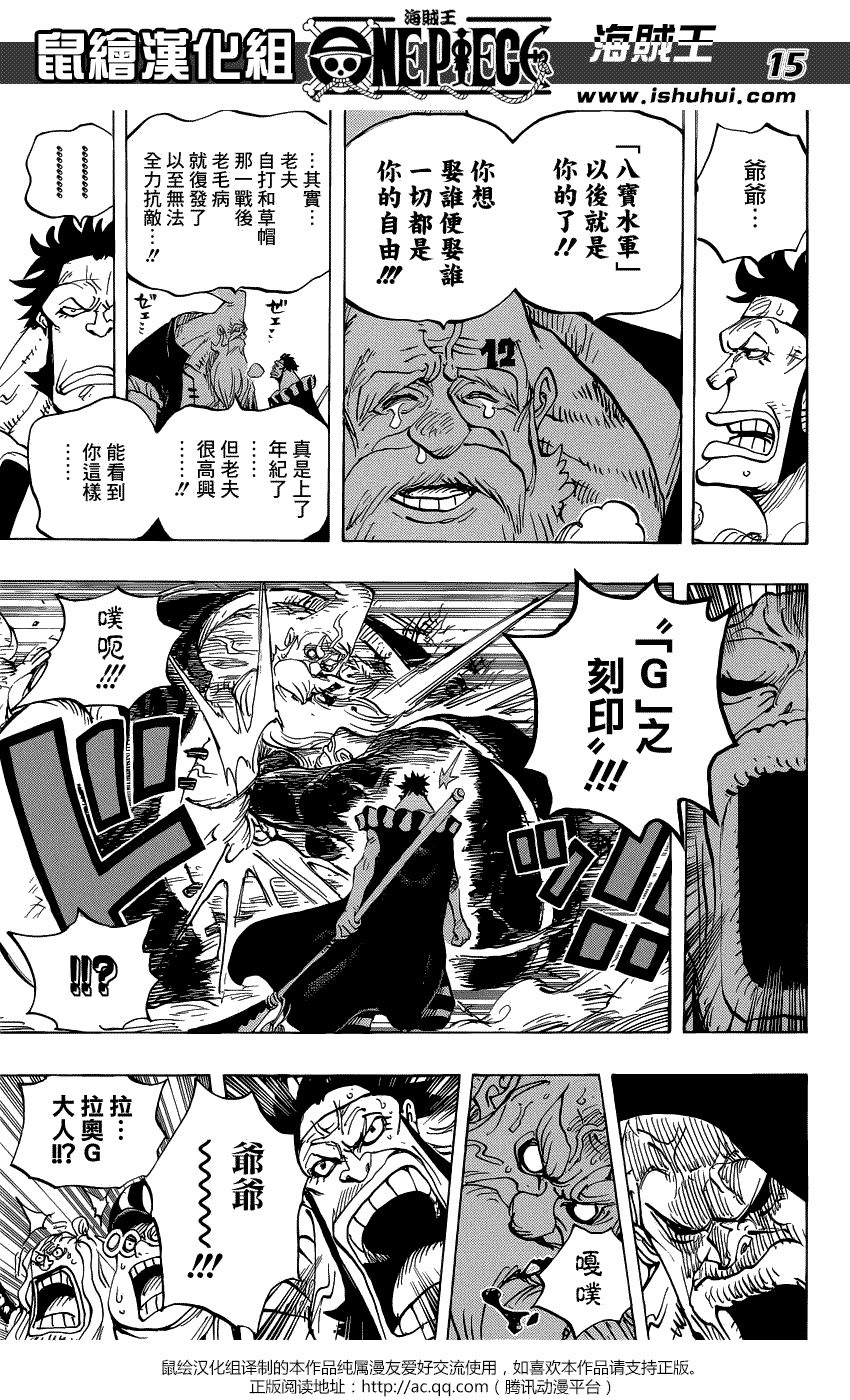 鼠繪漢化組
海賊王
ONE PIECE
海賊王
15
www.ishuhui.com
爺爺…
「八寶水軍」
以後就是
你的了!!
你想
娶誰便娶誰
一切都是
你的自由!!!
12
…其實…
老夫
自打和草帽
那一戰後
老毛病
就復發了
以至無法
全力抗敵…!!
ゼェ…
ゼェ…
真是上了
年紀了
……
但老夫
很高興
……!!
………
能看到
你這樣
……
“「G」之
刻印”!!!
噗呃!!!
ドゴォン
!!?
嘎噗
爺爺
~~~~!!!
拉…
拉奧G
大人!!?
鼠绘汉化组译制的本作品纯属漫友爱好交流使用，如喜欢本作品请支持正版。
正版阅读地址：http://ac.qq.com（腾讯动漫平台）